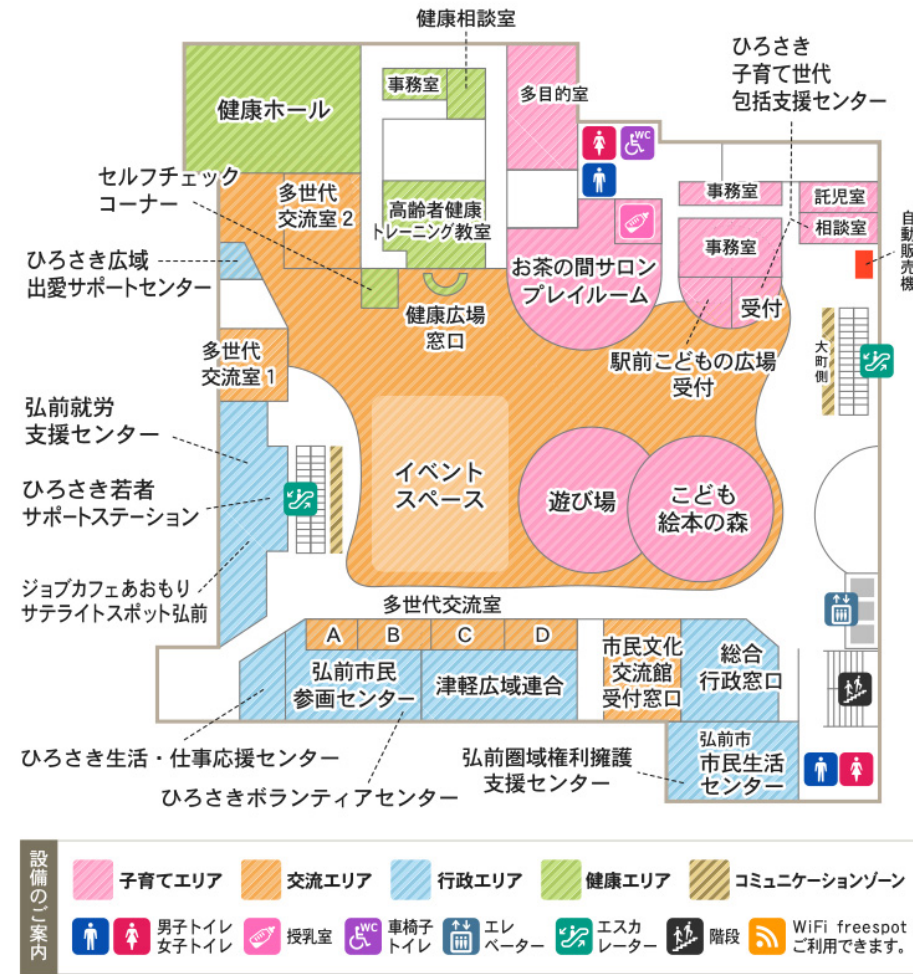 健康相談室
事務室
健康ホール
多目的室
ひろさき
子育て世代
包括支援センター
WC
セルフチェック
コーナー
多世代
交流室2
高齢者健康
トレーニング教室
事務室
託児室
相談室
事務室
自動販売機
ひろさき広域
出愛サポートセンター
お茶の間サロン
プレイルーム
受付
健康広場
窓口
駅前こどもの広場
受付
大町側
多世代
交流室1
弘前就労
支援センター
イベント
スペース
遊び場
こども
絵本の森
ひろさき若者
サポートステーション
ジョブカフェあおもり
サテライトスポット弘前
多世代交流室
A
B
C
D
弘前市民
参画センター
津軽広域連合
市民文化
交流館
受付窓口
総合
行政窓口
ひろさき生活・仕事応援センター
ひろさきボランティアセンター
弘前圏域権利擁護
支援センター
弘前市
市民生活
センター
設備のご案内
子育てエリア
交流エリア
行政エリア
健康エリア
コミュニケーションゾーン
男子トイレ
女子トイレ
授乳室
WC
車椅子
トイレ
エレ
ベーター
エスカ
レーター
階段
WiFi freespot
ご利用できます。